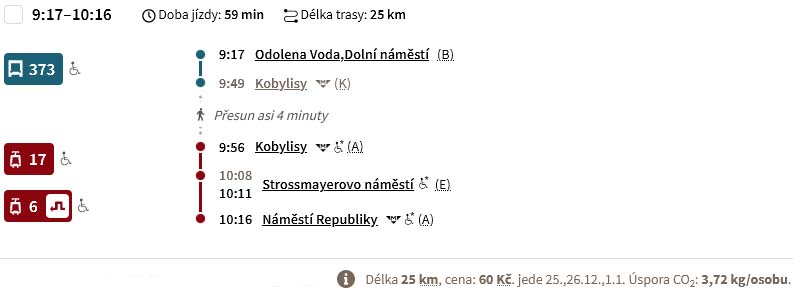 9:17–10:16 Doba jízdy: 59 min Délka trasy: 25 km
373 9:17 Odolena Voda,Dolní náměstí (B)
9:49 Kobylisy (K)
Přesun asi 4 minuty
17 9:56 Kobylisy (A)
10:08
10:11 Strossmayerovo náměstí (E)
6 10:16 Náměstí Republiky (A)
Délka 25 km, cena: 60 Kč. jede 25.,26.12.,1.1. Úspora CO₂: 3,72 kg/osobu.